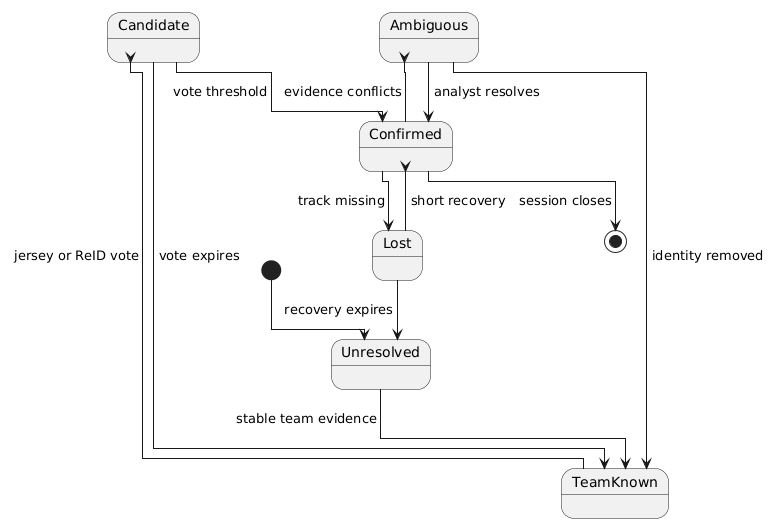 Candidate
Ambiguous
vote threshold
evidence conflicts
analyst resolves
Confirmed
track missing
short recovery
session closes
Lost
jersey or ReID vote
vote expires
identity removed
recovery expires
Unresolved
stable team evidence
TeamKnown